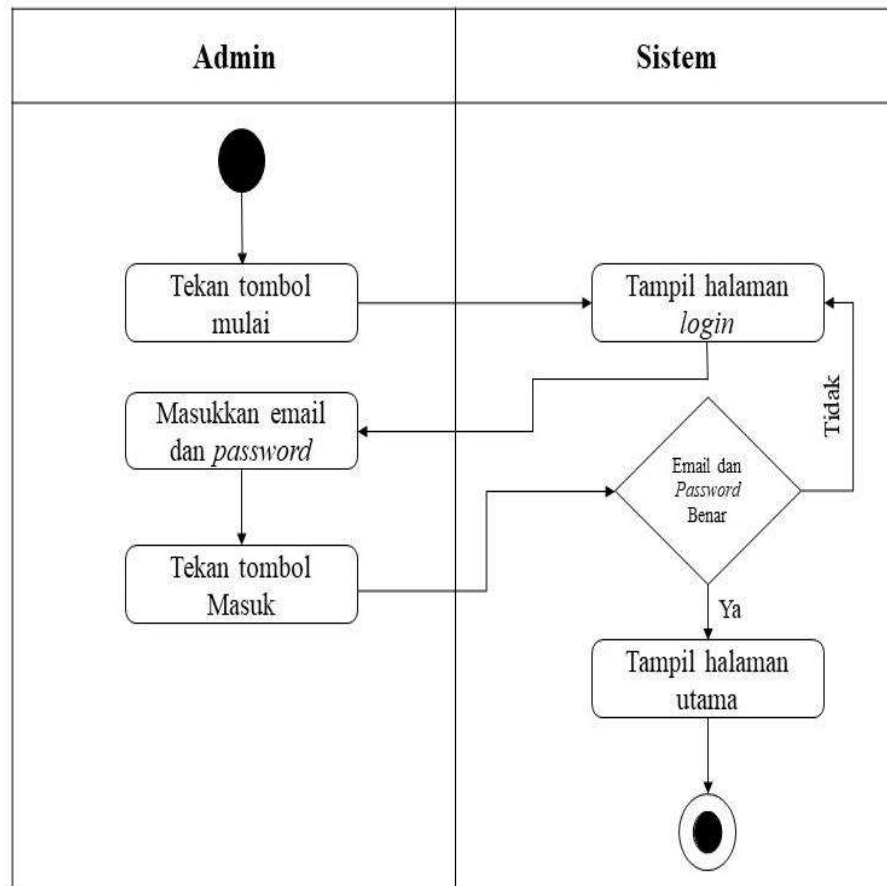 Admin
Sistem
Tekan tombol
mulai
Tampil halaman
login
Masukkan email
dan password
Tekan tombol
Masuk
Email dan
Password
Benar
Tidak
Ya
Tampil halaman
utama